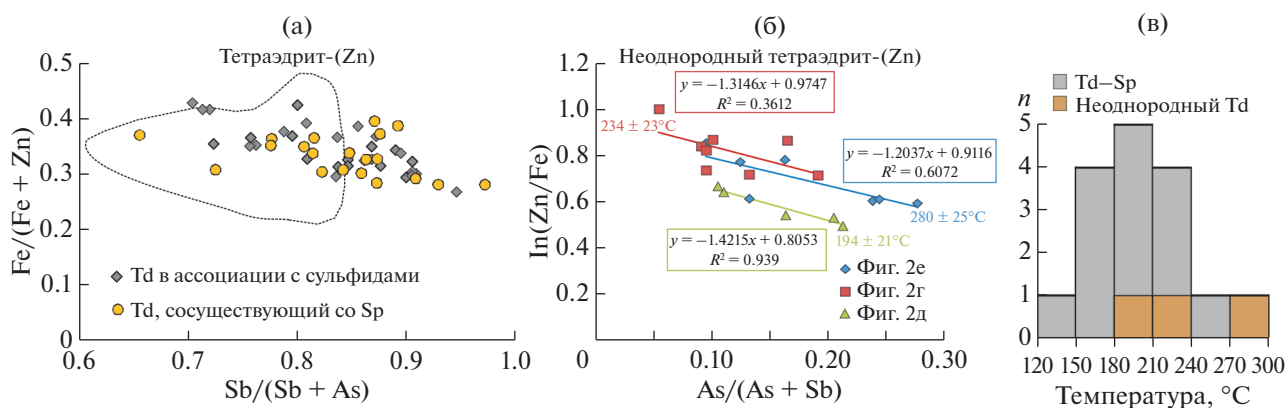 (а)
Тетраэдрит-(Zn)
Fe/(Fe + Zn)
0.5
0.4
0.3
0.2
0.1
0
0.6
0.7
0.8
0.9
1.0
Sb/(Sb + As)
Td в ассоциации с сульфидами
Td, сосуществующий со Sp
(б)
Неоднородный тетраэдрит-(Zn)
In(Zn/Fe)
1.2
1.0
0.8
0.6
0.4
0.2
0
0.10
0.20
0.30
As/(As + Sb)
y = −1.3146x + 0.9747
R² = 0.3612
234 ± 23°C
y = −1.2037x + 0.9116
R² = 0.6072
280 ± 25°C
194 ± 21°C
y = −1.4215x + 0.8053
R² = 0.939
Фиг. 2е
Фиг. 2г
Фиг. 2д
(в)
Td–Sp
Неоднородный Td
n
5
4
3
2
1
0
120
150
180
210
240
270
300
Температура, °C